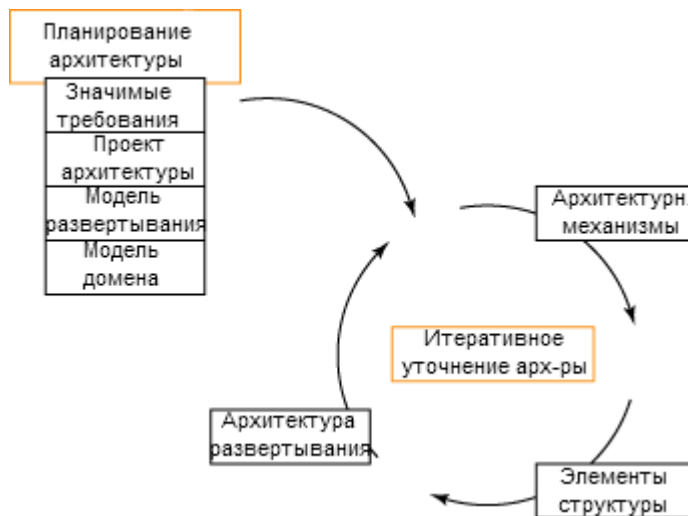 Планирование
архитектуры
Значимые
требования
Проект
архитектуры
Модель
развертывания
Модель
домена
Архитектурн.
механизмы
Итеративное
уточнение арх-ры
Архитектура
развертывания
Элементы
структуры